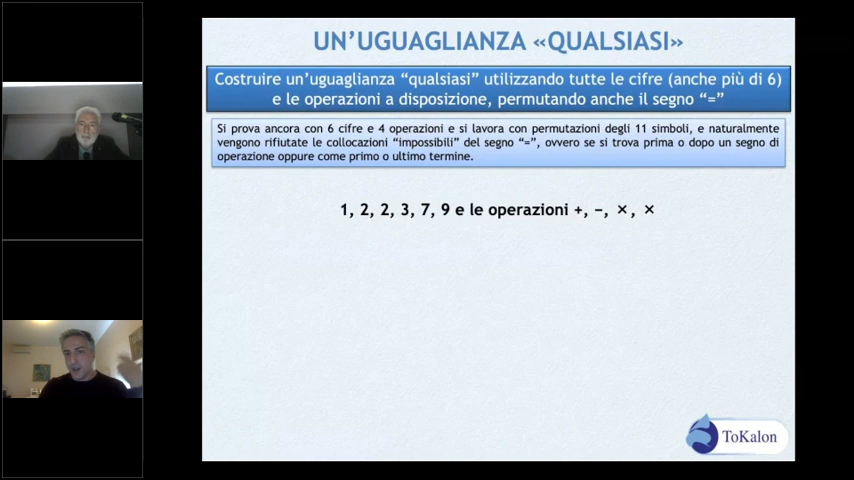 UN'UGUAGLIANZA «QUALSIASI»
Costruire un'uguaglianza “qualsiasi” utilizzando tutte le cifre (anche più di 6)
e le operazioni a disposizione, permutando anche il segno “=”
Si prova ancora con 6 cifre e 4 operazioni e si lavora con permutazioni degli 11 simboli, e naturalmente
vengono rifiutate le collocazioni “impossibili” del segno “=”, ovvero se si trova prima o dopo un segno di
operazione oppure come primo o ultimo termine.
1, 2, 2, 3, 7, 9 e le operazioni +, −, ×, ×
ToKalon